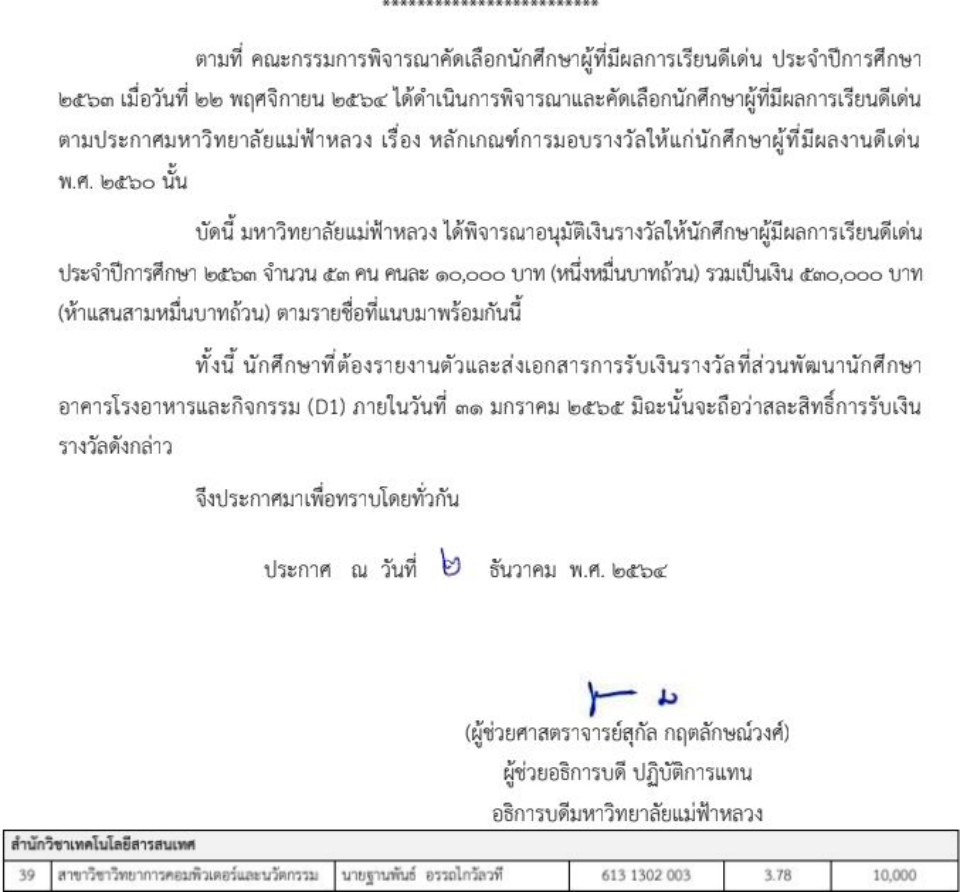 **************************
ตามที่ คณะกรรมการพิจารณาคัดเลือกนักศึกษาผู้ที่มีผลการเรียนดีเด่น ประจำปีการศึกษา
๒๕๖๓ เมื่อวันที่ ๒๒ พฤศจิกายน ๒๕๖๔ ได้ดำเนินการพิจารณาและคัดเลือกนักศึกษาผู้ที่มีผลการเรียนดีเด่น
ตามประกาศมหาวิทยาลัยแม่ฟ้าหลวง เรื่อง หลักเกณฑ์การมอบรางวัลให้แก่นักศึกษาผู้ที่มีผลงานดีเด่น
พ.ศ. ๒๕๖๐ นั้น
บัดนี้ มหาวิทยาลัยแม่ฟ้าหลวง ได้พิจารณาอนุมัติเงินรางวัลให้นักศึกษาผู้มีผลการเรียนดีเด่น
ประจำปีการศึกษา ๒๕๖๓ จำนวน ๕๓ คน คนละ ๑๐,๐๐๐ บาท (หนึ่งหมื่นบาทถ้วน) รวมเป็นเงิน ๕๓๐,๐๐๐ บาท
(ห้าแสนสามหมื่นบาทถ้วน) ตามรายชื่อที่แนบมาพร้อมกันนี้
ทั้งนี้ นักศึกษาที่ต้องรายงานตัวและส่งเอกสารการรับเงินรางวัลที่ส่วนพัฒนานักศึกษา
อาคารโรงอาหารและกิจกรรม (D1) ภายในวันที่ ๓๑ มกราคม ๒๕๖๕ มิฉะนั้นจะถือว่าสละสิทธิ์การรับเงิน
รางวัลดังกล่าว
จึงประกาศมาเพื่อทราบโดยทั่วกัน
ประกาศ ณ วันที่ ๒ ธันวาคม พ.ศ. ๒๕๖๔
(ผู้ช่วยศาสตราจารย์สุกัล กฤตลักษณ์วงศ์)
ผู้ช่วยอธิการบดี ปฏิบัติการแทน
อธิการบดีมหาวิทยาลัยแม่ฟ้าหลวง
สำนักวิชาเทคโนโลยีสารสนเทศ
39 สาขาวิชาวิทยาการคอมพิวเตอร์และนวัตกรรม นายฐานพันธ์ อรรถไกวัลวที 613 1302 003 3.78 10,000